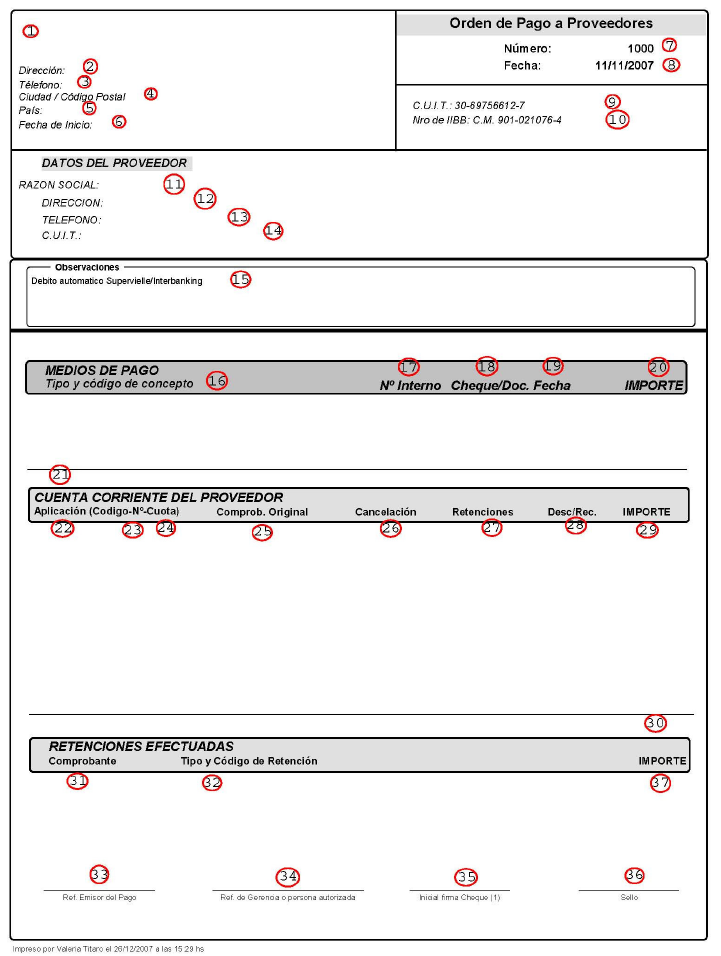 1
Orden de Pago a Proveedores
Número: 1000 7
Fecha: 11/11/2007 8
Dirección: 2
Télefono: 3
Ciudad / Código Postal 4
País: 5
Fecha de Inicio: 6
C.U.I.T.: 30-69756612-7 9
Nro de IIBB: C.M. 901-021076-4 10
DATOS DEL PROVEEDOR
RAZON SOCIAL: 11
DIRECCION: 12
TELEFONO: 13
C.U.I.T.: 14
Observaciones
Debito automatico Supervielle/Interbanking 15
MEDIOS DE PAGO 17 18 19 20
Tipo y código de concepto 16 Nº Interno Cheque/Doc. Fecha IMPORTE
21
CUENTA CORRIENTE DEL PROVEEDOR
Aplicación (Codigo-Nº-Cuota) Comprob. Original Cancelación Retenciones Desc/Rec. IMPORTE
22 23 24 25 26 27 28 29
30
RETENCIONES EFECTUADAS
Comprobante Tipo y Código de Retención IMPORTE
31 32 37
33 34 35 36
Ref. Emisor del Pago Ref. de Gerencia o persona autorizada Inicial firma Cheque (1) Sello
Impreso por Valeria Titaro el 26/12/2007 a las 15:29 hs